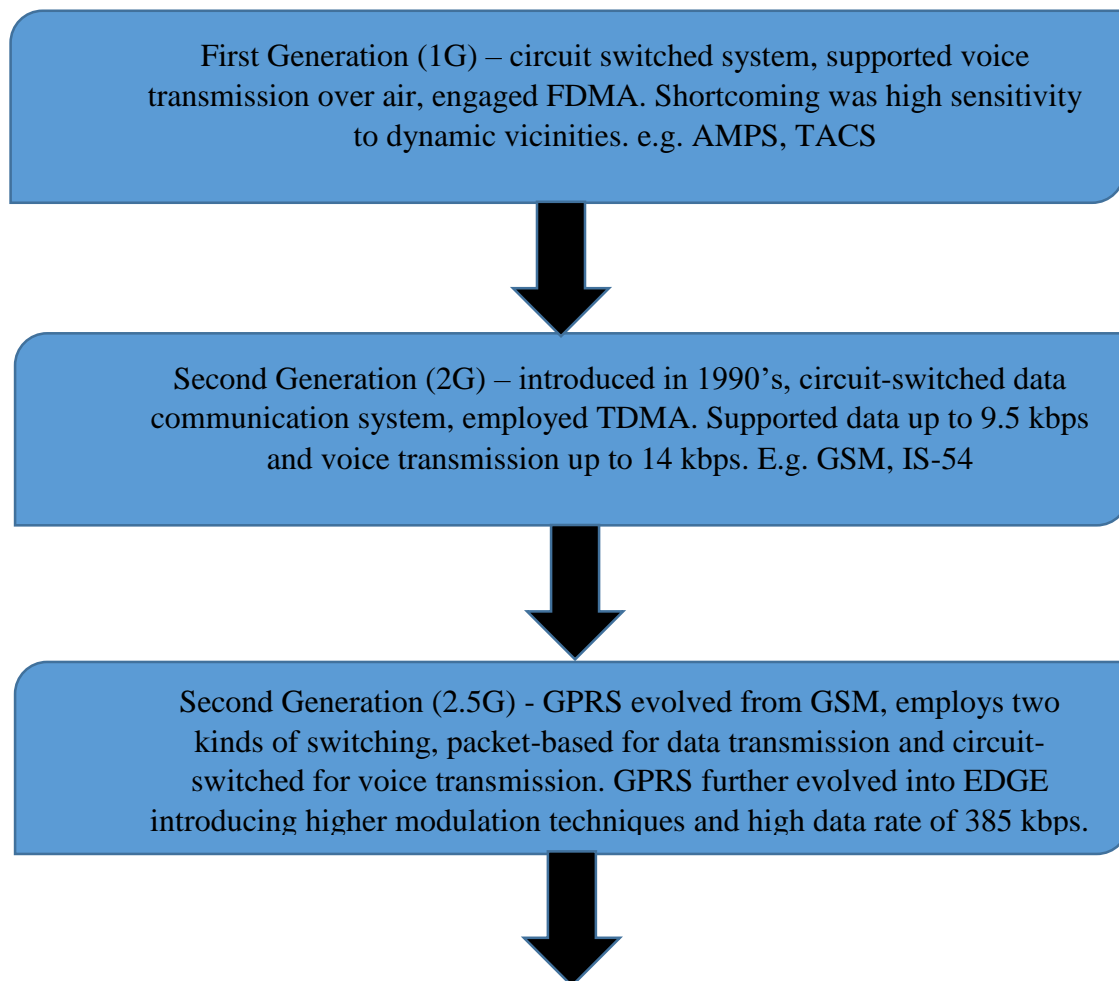 First Generation (1G) – circuit switched system, supported voice
transmission over air, engaged FDMA. Shortcoming was high sensitivity
to dynamic vicinities. e.g. AMPS, TACS
Second Generation (2G) – introduced in 1990’s, circuit-switched data
communication system, employed TDMA. Supported data up to 9.5 kbps
and voice transmission up to 14 kbps. E.g. GSM, IS-54
Second Generation (2.5G) - GPRS evolved from GSM, employs two
kinds of switching, packet-based for data transmission and circuit-
switched for voice transmission. GPRS further evolved into EDGE
introducing higher modulation techniques and high data rate of 385 kbps.